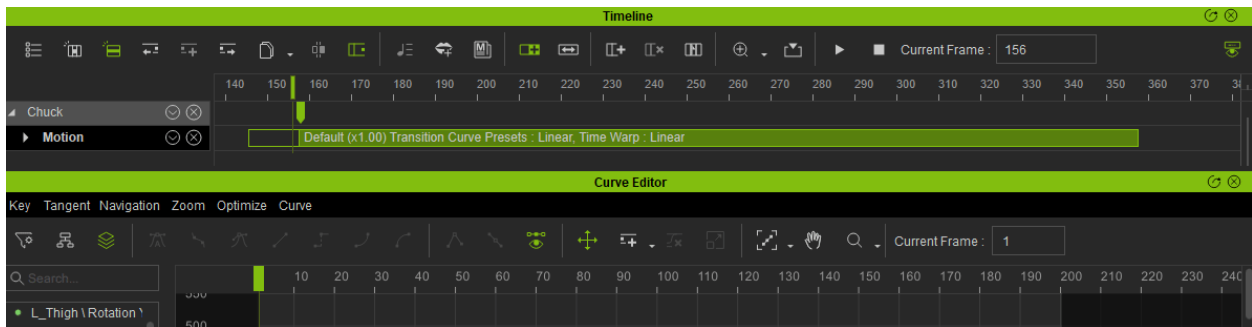 Timeline
Current Frame : 156
140 150 160 170 180 190 200 210 220 230 240 250 260 270 280 290 300 310 320 330 340 350 360 370
Chuck
Motion
Default (x1.00) Transition Curve Presets : Linear, Time Warp : Linear
Curve Editor
Key Tangent Navigation Zoom Optimize Curve
Current Frame : 1
Search...
10 20 30 40 50 60 70 80 90 100 110 120 130 140 150 160 170 180 190 200 210 220 230 240
550
L_Thigh \ Rotation Y
500